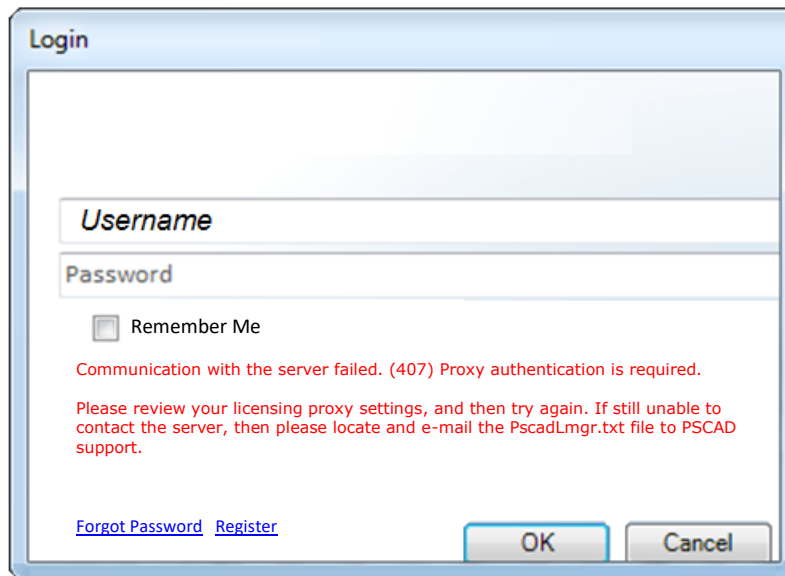 Login
Username
Password
Remember Me
Communication with the server failed. (407) Proxy authentication is required.
Please review your licensing proxy settings, and then try again. If still unable to
contact the server, then please locate and e-mail the PscadLmgr.txt file to PSCAD
support.
Forgot Password Register
OK Cancel